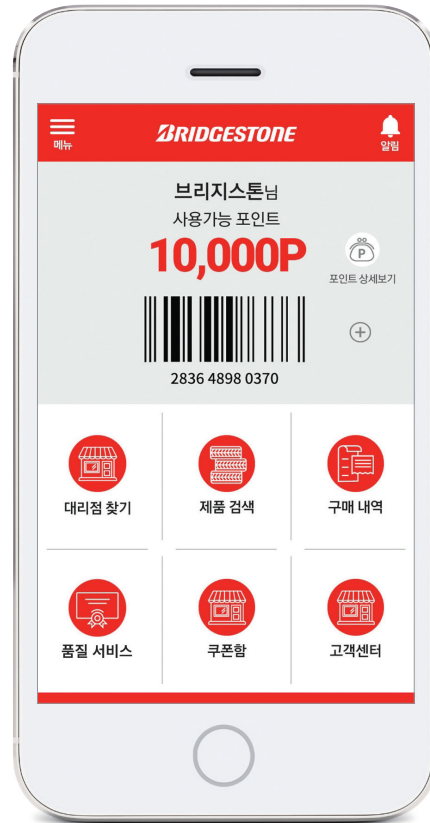 메뉴
BRIDGESTONE
알림
브리지스톤님
사용가능 포인트
10,000P
P
포인트 상세보기
2836 4898 0370
대리점 찾기
제품 검색
구매 내역
품질 서비스
쿠폰함
고객센터